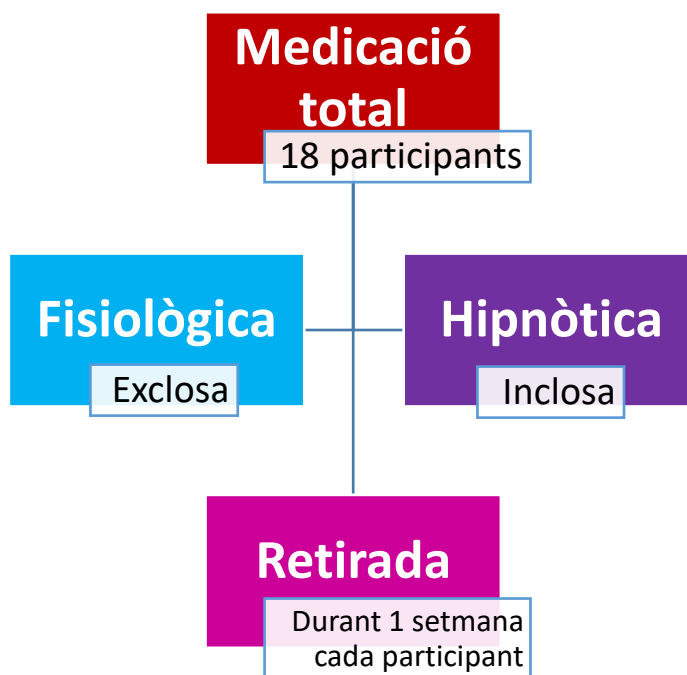 Medicació
total
18 participants
Fisiològica
Exclosa
Hipnòtica
Inclosa
Retirada
Durant 1 setmana
cada participant